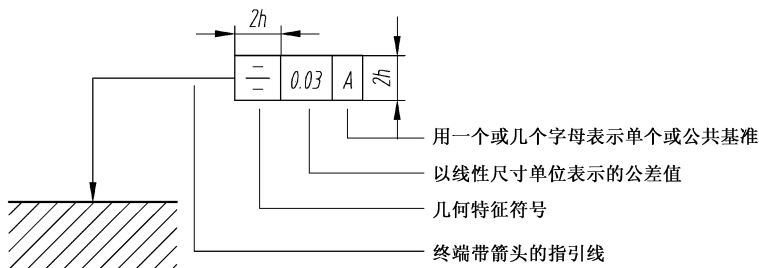 2h
0.03 A
2h
用一个或几个字母表示单个或公共基准
以线性尺寸单位表示的公差值
几何特征符号
终端带箭头的指引线